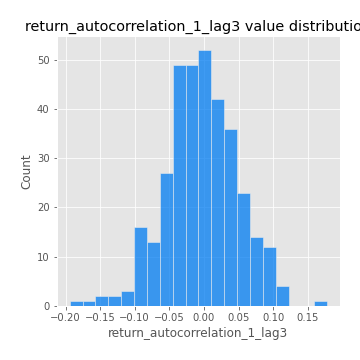 return_autocorrelation_1_lag3 value distributio
50
40
30
20
10
0
Count
−0.20 −0.15 −0.10 −0.05 0.00 0.05 0.10 0.15
return_autocorrelation_1_lag3